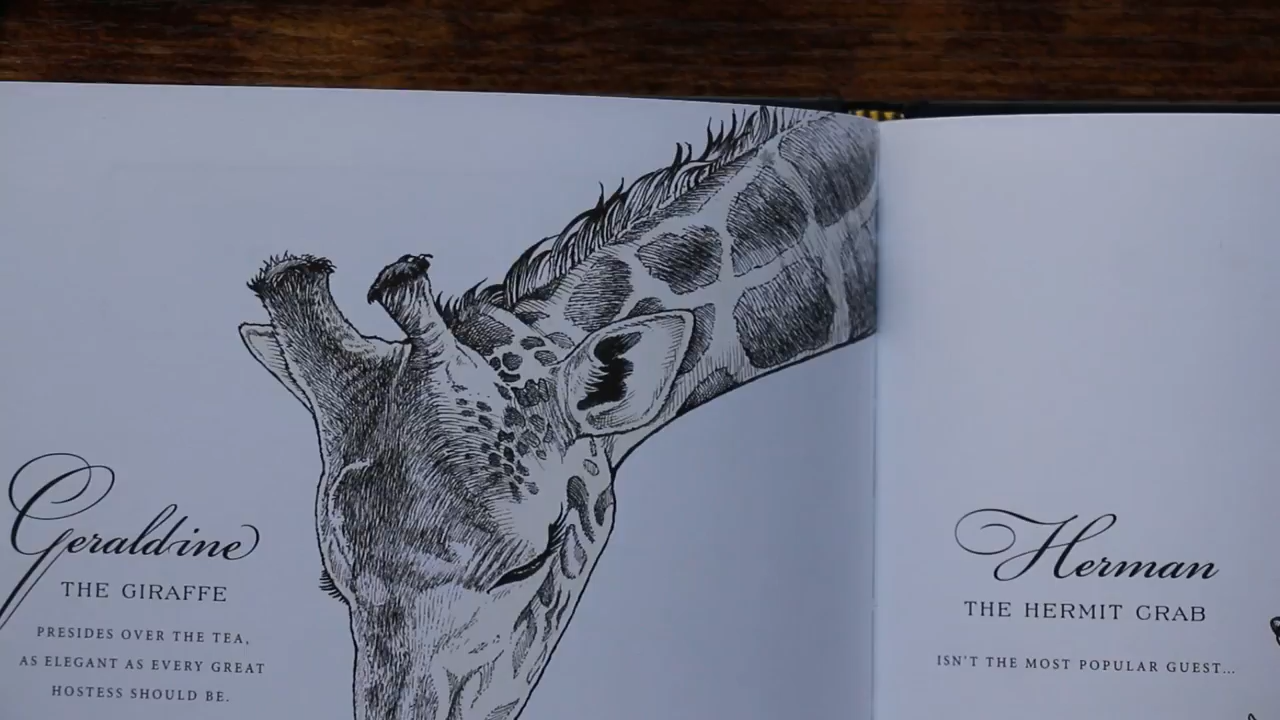 Geraldine
THE GIRAFFE
PRESIDES OVER THE TEA,
AS ELEGANT AS EVERY GREAT
HOSTESS SHOULD BE.
Herman
THE HERMIT CRAB
ISN'T THE MOST POPULAR GUEST...